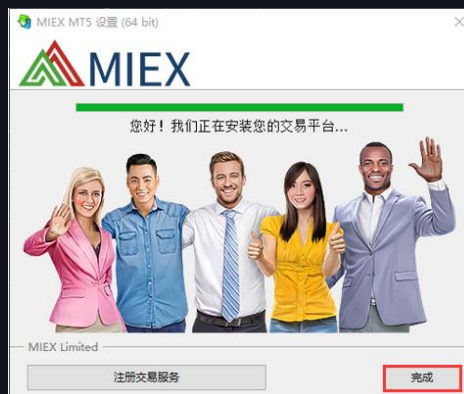 MIEX MT5 设置 (64 bit)
MIEX
您好！我们正在安装您的交易平台...
MIEX Limited
注册交易服务
完成